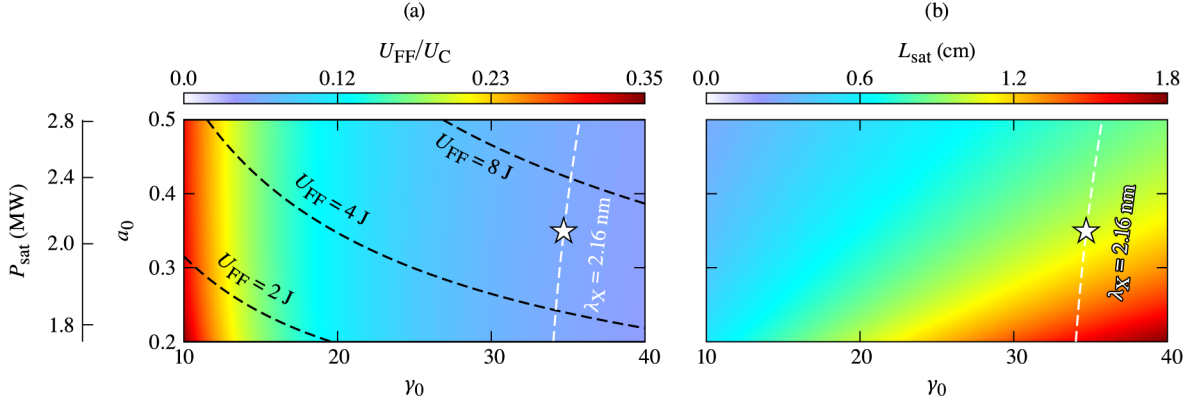 (a)
U_FF/U_C
0.0 0.12 0.23 0.35
P_sat (MW)
2.8
2.4
2.0
1.8
a_0
0.5
0.4
0.3
0.2
U_FF = 8 J
U_FF = 4 J
U_FF = 2 J
λ_X = 2.16 nm
10 20 30 40
γ_0
(b)
L_sat (cm)
0.0 0.6 1.2 1.8
λ_X = 2.16 nm
10 20 30 40
γ_0